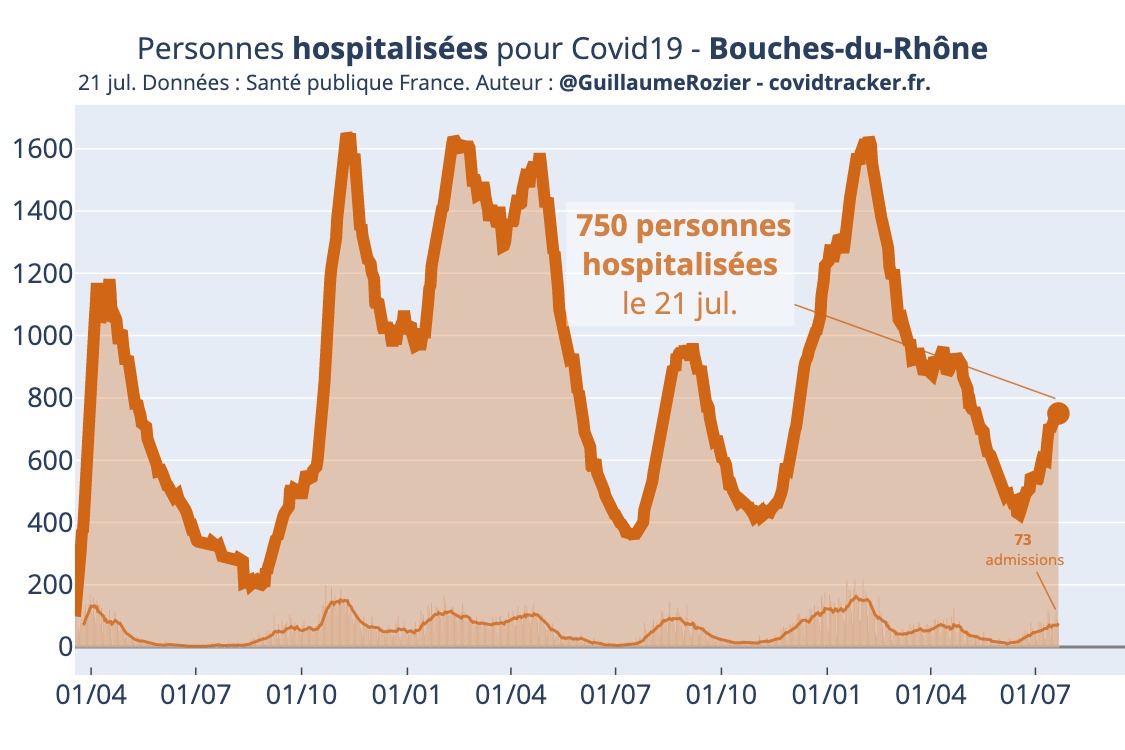 Personnes hospitalisées pour Covid19 - Bouches-du-Rhône
21 jul. Données : Santé publique France. Auteur : @GuillaumeRozier - covidtracker.fr.
1600
1400
1200
1000
800
600
400
200
0
750 personnes
hospitalisées
le 21 jul.
73
admissions
01/04 01/07 01/10 01/01 01/04 01/07 01/10 01/01 01/04 01/07